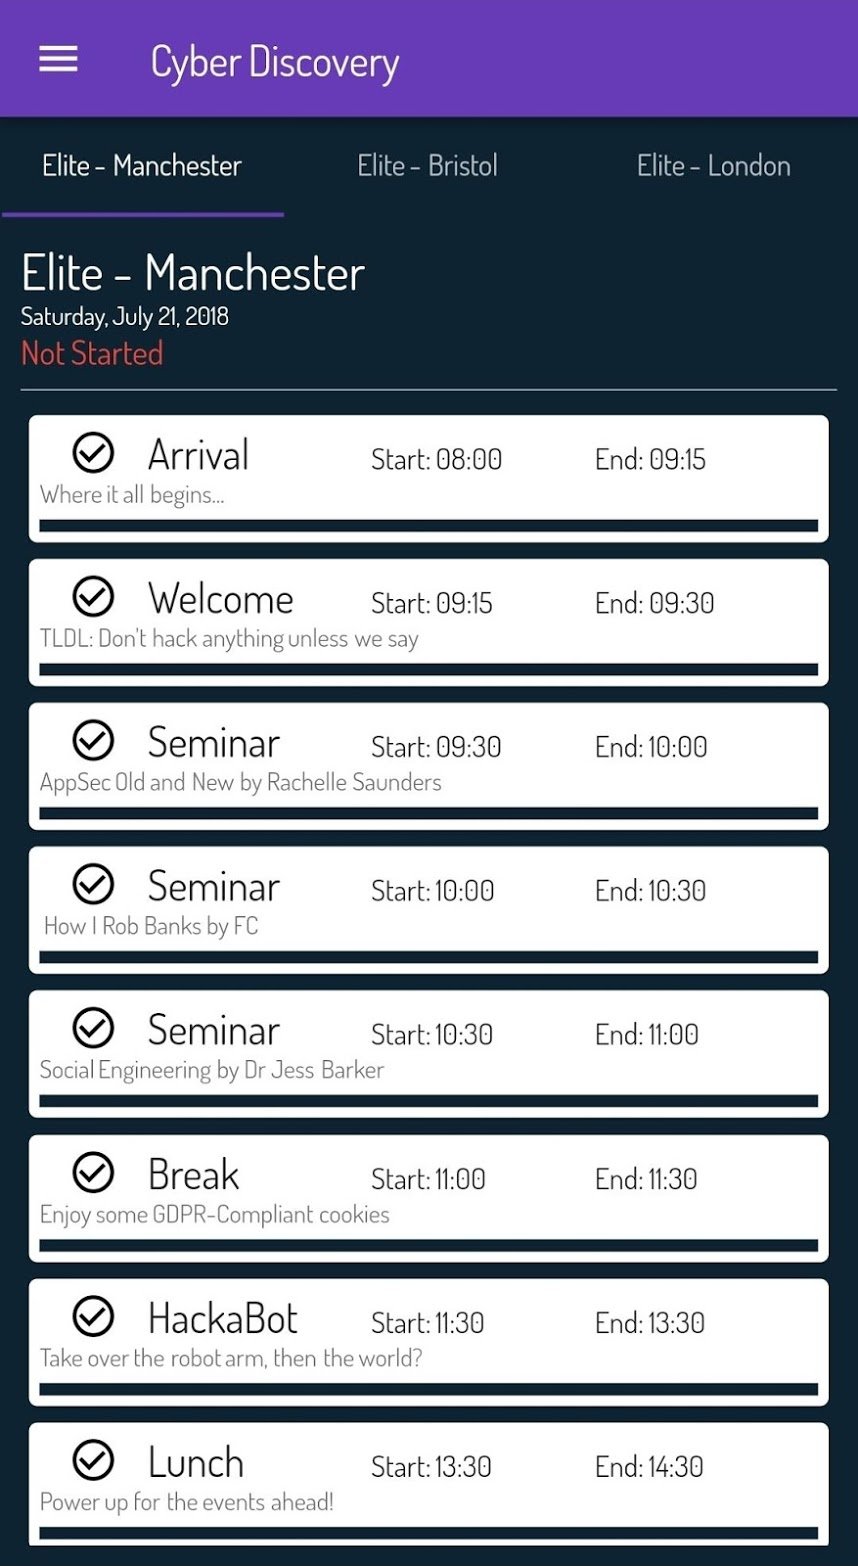 Cyber Discovery
Elite - Manchester Elite - Bristol Elite - London
Elite - Manchester
Saturday, July 21, 2018
Not Started
Arrival Start: 08:00 End: 09:15
Where it all begins...
Welcome Start: 09:15 End: 09:30
TLDL: Don't hack anything unless we say
Seminar Start: 09:30 End: 10:00
AppSec Old and New by Rachelle Saunders
Seminar Start: 10:00 End: 10:30
How I Rob Banks by FC
Seminar Start: 10:30 End: 11:00
Social Engineering by Dr Jess Barker
Break Start: 11:00 End: 11:30
Enjoy some GDPR-Compliant cookies
HackaBot Start: 11:30 End: 13:30
Take over the robot arm, then the world?
Lunch Start: 13:30 End: 14:30
Power up for the events ahead!